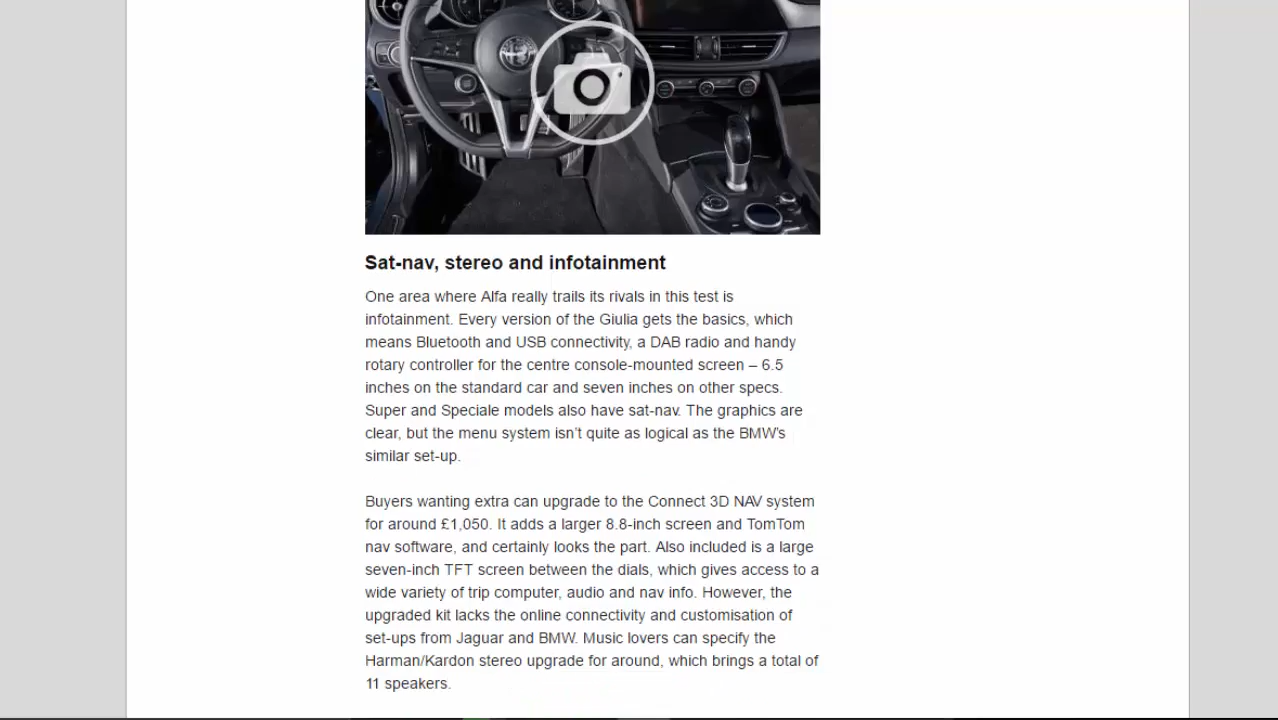 Sat-nav, stereo and infotainment
One area where Alfa really trails its rivals in this test is
infotainment. Every version of the Giulia gets the basics, which
means Bluetooth and USB connectivity, a DAB radio and handy
rotary controller for the centre console-mounted screen – 6.5
inches on the standard car and seven inches on other specs.
Super and Speciale models also have sat-nav. The graphics are
clear, but the menu system isn't quite as logical as the BMW's
similar set-up.
Buyers wanting extra can upgrade to the Connect 3D NAV system
for around £1,050. It adds a larger 8.8-inch screen and TomTom
nav software, and certainly looks the part. Also included is a large
seven-inch TFT screen between the dials, which gives access to a
wide variety of trip computer, audio and nav info. However, the
upgraded kit lacks the online connectivity and customisation of
set-ups from Jaguar and BMW. Music lovers can specify the
Harman/Kardon stereo upgrade for around, which brings a total of
11 speakers.